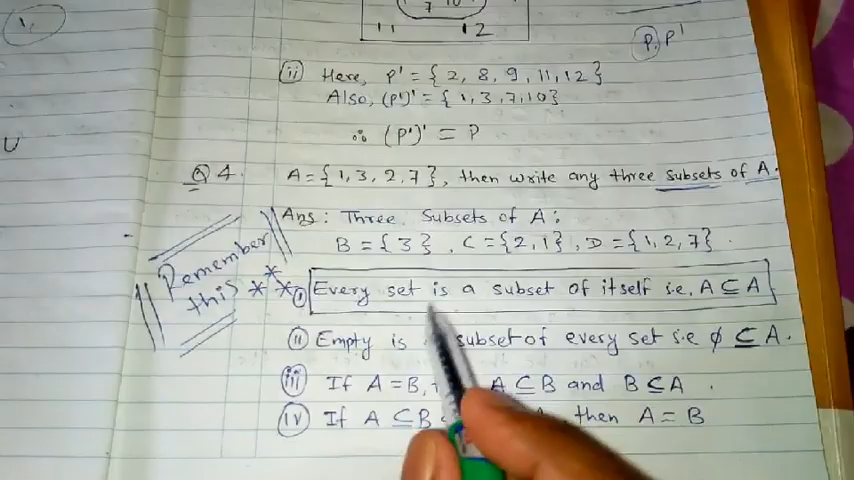 1,
7 10
11 12
P, P'
(ii) Here, P' = { 2, 8, 9, 11, 12 }
Also, (P')' = { 1, 3, 7, 10 }
∴ (P')' = P
U
Q 4. A = { 1, 3, 2, 7 }, then write any three subsets of A.
Ans: Three Subsets of A:
B = { 3 }, C = { 2, 1 }, D = { 1, 2, 7 }.
Remember this ***
(i) Every set is a subset of itself i.e. A ⊆ A
(ii) Empty is subset of every set i.e ϕ ⊆ A.
(iii) If A = B, A ⊆ B and B ⊆ A.
(iv) If A ⊆ B A then A = B